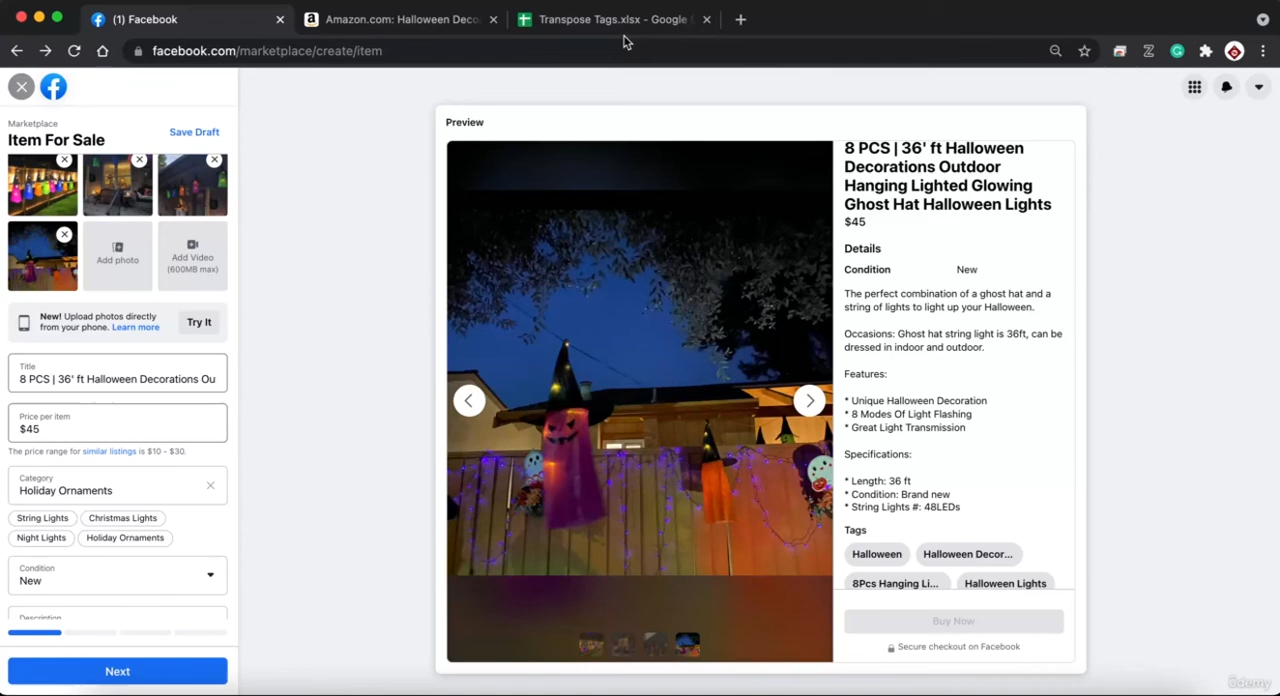 (1) Facebook
Amazon.com: Halloween Deco
Transpose Tags.xlsx - Google
facebook.com/marketplace/create/item
Marketplace
Item For Sale
Save Draft
Add photo
Add Video
(600MB max)
New! Upload photos directly
from your phone. Learn more
Try It
Title
8 PCS | 36' ft Halloween Decorations Ou
Price per item
$45
The price range for similar listings is $10 - $30.
Category
Holiday Ornaments
String Lights
Christmas Lights
Night Lights
Holiday Ornaments
Condition
New
Description
Next
Preview
8 PCS | 36' ft Halloween
Decorations Outdoor
Hanging Lighted Glowing
Ghost Hat Halloween Lights
$45
Details
Condition New
The perfect combination of a ghost hat and a
string of lights to light up your Halloween.
Occasions: Ghost hat string light is 36ft, can be
dressed in indoor and outdoor.
Features:
* Unique Halloween Decoration
* 8 Modes Of Light Flashing
* Great Light Transmission
Specifications:
* Length: 36 ft
* Condition: Brand new
* String Lights #: 48LEDs
Tags
Halloween
Halloween Decor...
8Pcs Hanging Li...
Halloween Lights
Buy Now
Secure checkout on Facebook
ûdemy